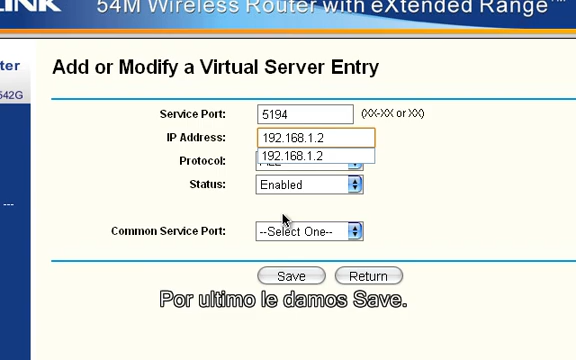 54M Wireless Router with eXtended Range™
ter
542G
Add or Modify a Virtual Server Entry
Service Port: 5194 (XX-XX or XX)
IP Address: 192.168.1.2
192.168.1.2
Protocol:
Status: Enabled
---
Common Service Port: --Select One--
Save Return
Por ultimo le damos Save.